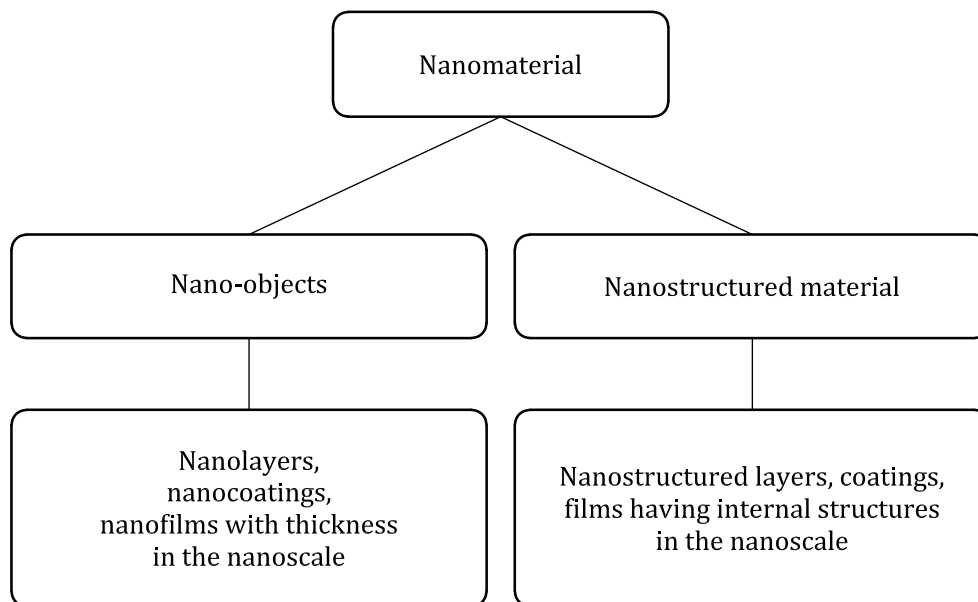 Nanomaterial
Nano-objects
Nanostructured material
Nanolayers,
nanocoatings,
nanofilms with thickness
in the nanoscale
Nanostructured layers, coatings,
films having internal structures
in the nanoscale